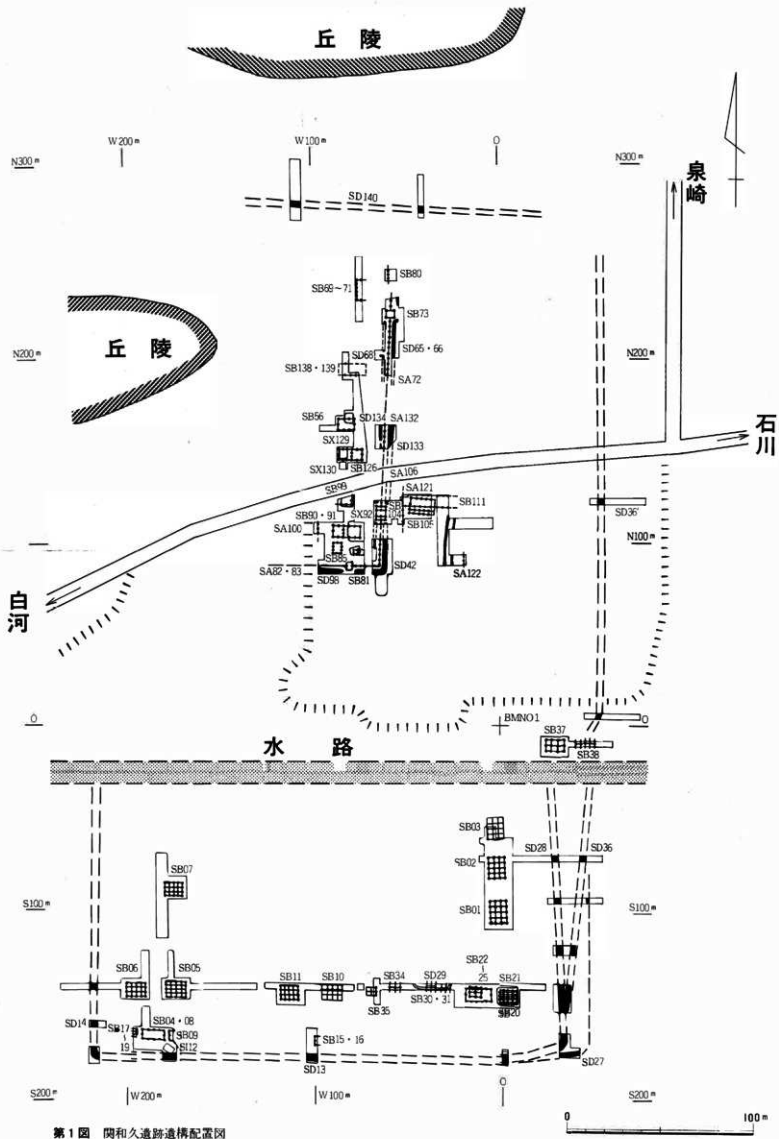 丘 陵
W200m
W100m
O
N300m
N300m
泉崎
SD140
SB80
SB69~71
SB73
丘 陵
N200m
SD68
SD65・66
N200m
SB138・139
SA72
SB56
SD134
SA132
石川
SX129
SD133
SX130
SB126
SA106
SB99
SA121
SB111
SB90・91
SX92
SB104
SD36'
SA100
SB105
N100m
SB85
SA82・83
SD98
SB81
SD42
SA122
白河
O
BMNO1
O
水 路
SB37
SB38
SB03
SD28
SD36
SB02
SB07
S100m
SB01
S100m
SB06
SB05
SB11
SB10
SB34
SD29
SB22
25
SB21
SB35
SB30・31
SB20
SD14
SB17
19
SB04・08
SB09
SI12
SB15・16
SD13
SD27
S200m
W200m
W100m
O
S200m
0
100m
第1図 関和久遺跡遺構配置図